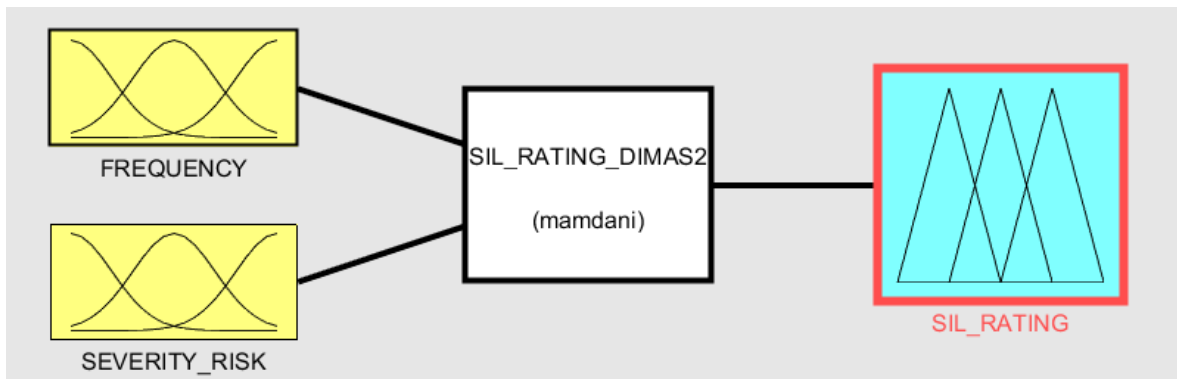 FREQUENCY
SEVERITY_RISK
SIL_RATING_DIMAS2
(mamdani)
SIL_RATING